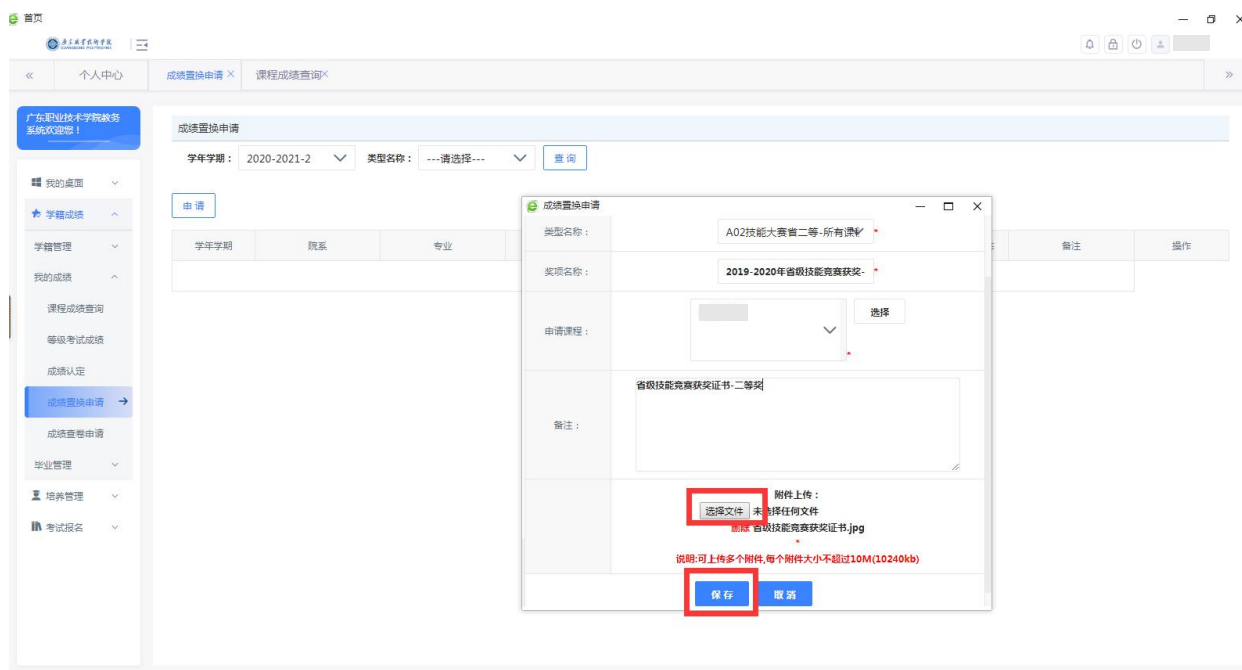 首页
广东职业技术学院
个人中心
成绩置换申请
课程成绩查询
广东职业技术学院教务
系统欢迎您！
我的桌面
学籍成绩
学籍管理
我的成绩
课程成绩查询
等级考试成绩
成绩认定
成绩置换申请
成绩查卷申请
毕业管理
培养管理
考试报名
成绩置换申请
学年学期： 2020-2021-2 类型名称： ---请选择--- 查 询
申 请
学年学期 院系 专业 备注 操作
成绩置换申请
类型名称： A02技能大赛省二等-所有课 *
奖项名称： 2019-2020年省级技能竞赛获奖- *
申请课程： 选择
*
备注： 省级技能竞赛获奖证书-二等奖
附件上传：
选择文件 未选择任何文件
删除 省级技能竞赛获奖证书.jpg
*
说明:可上传多个附件,每个附件大小不超过10M(10240kb)
保 存 取 消